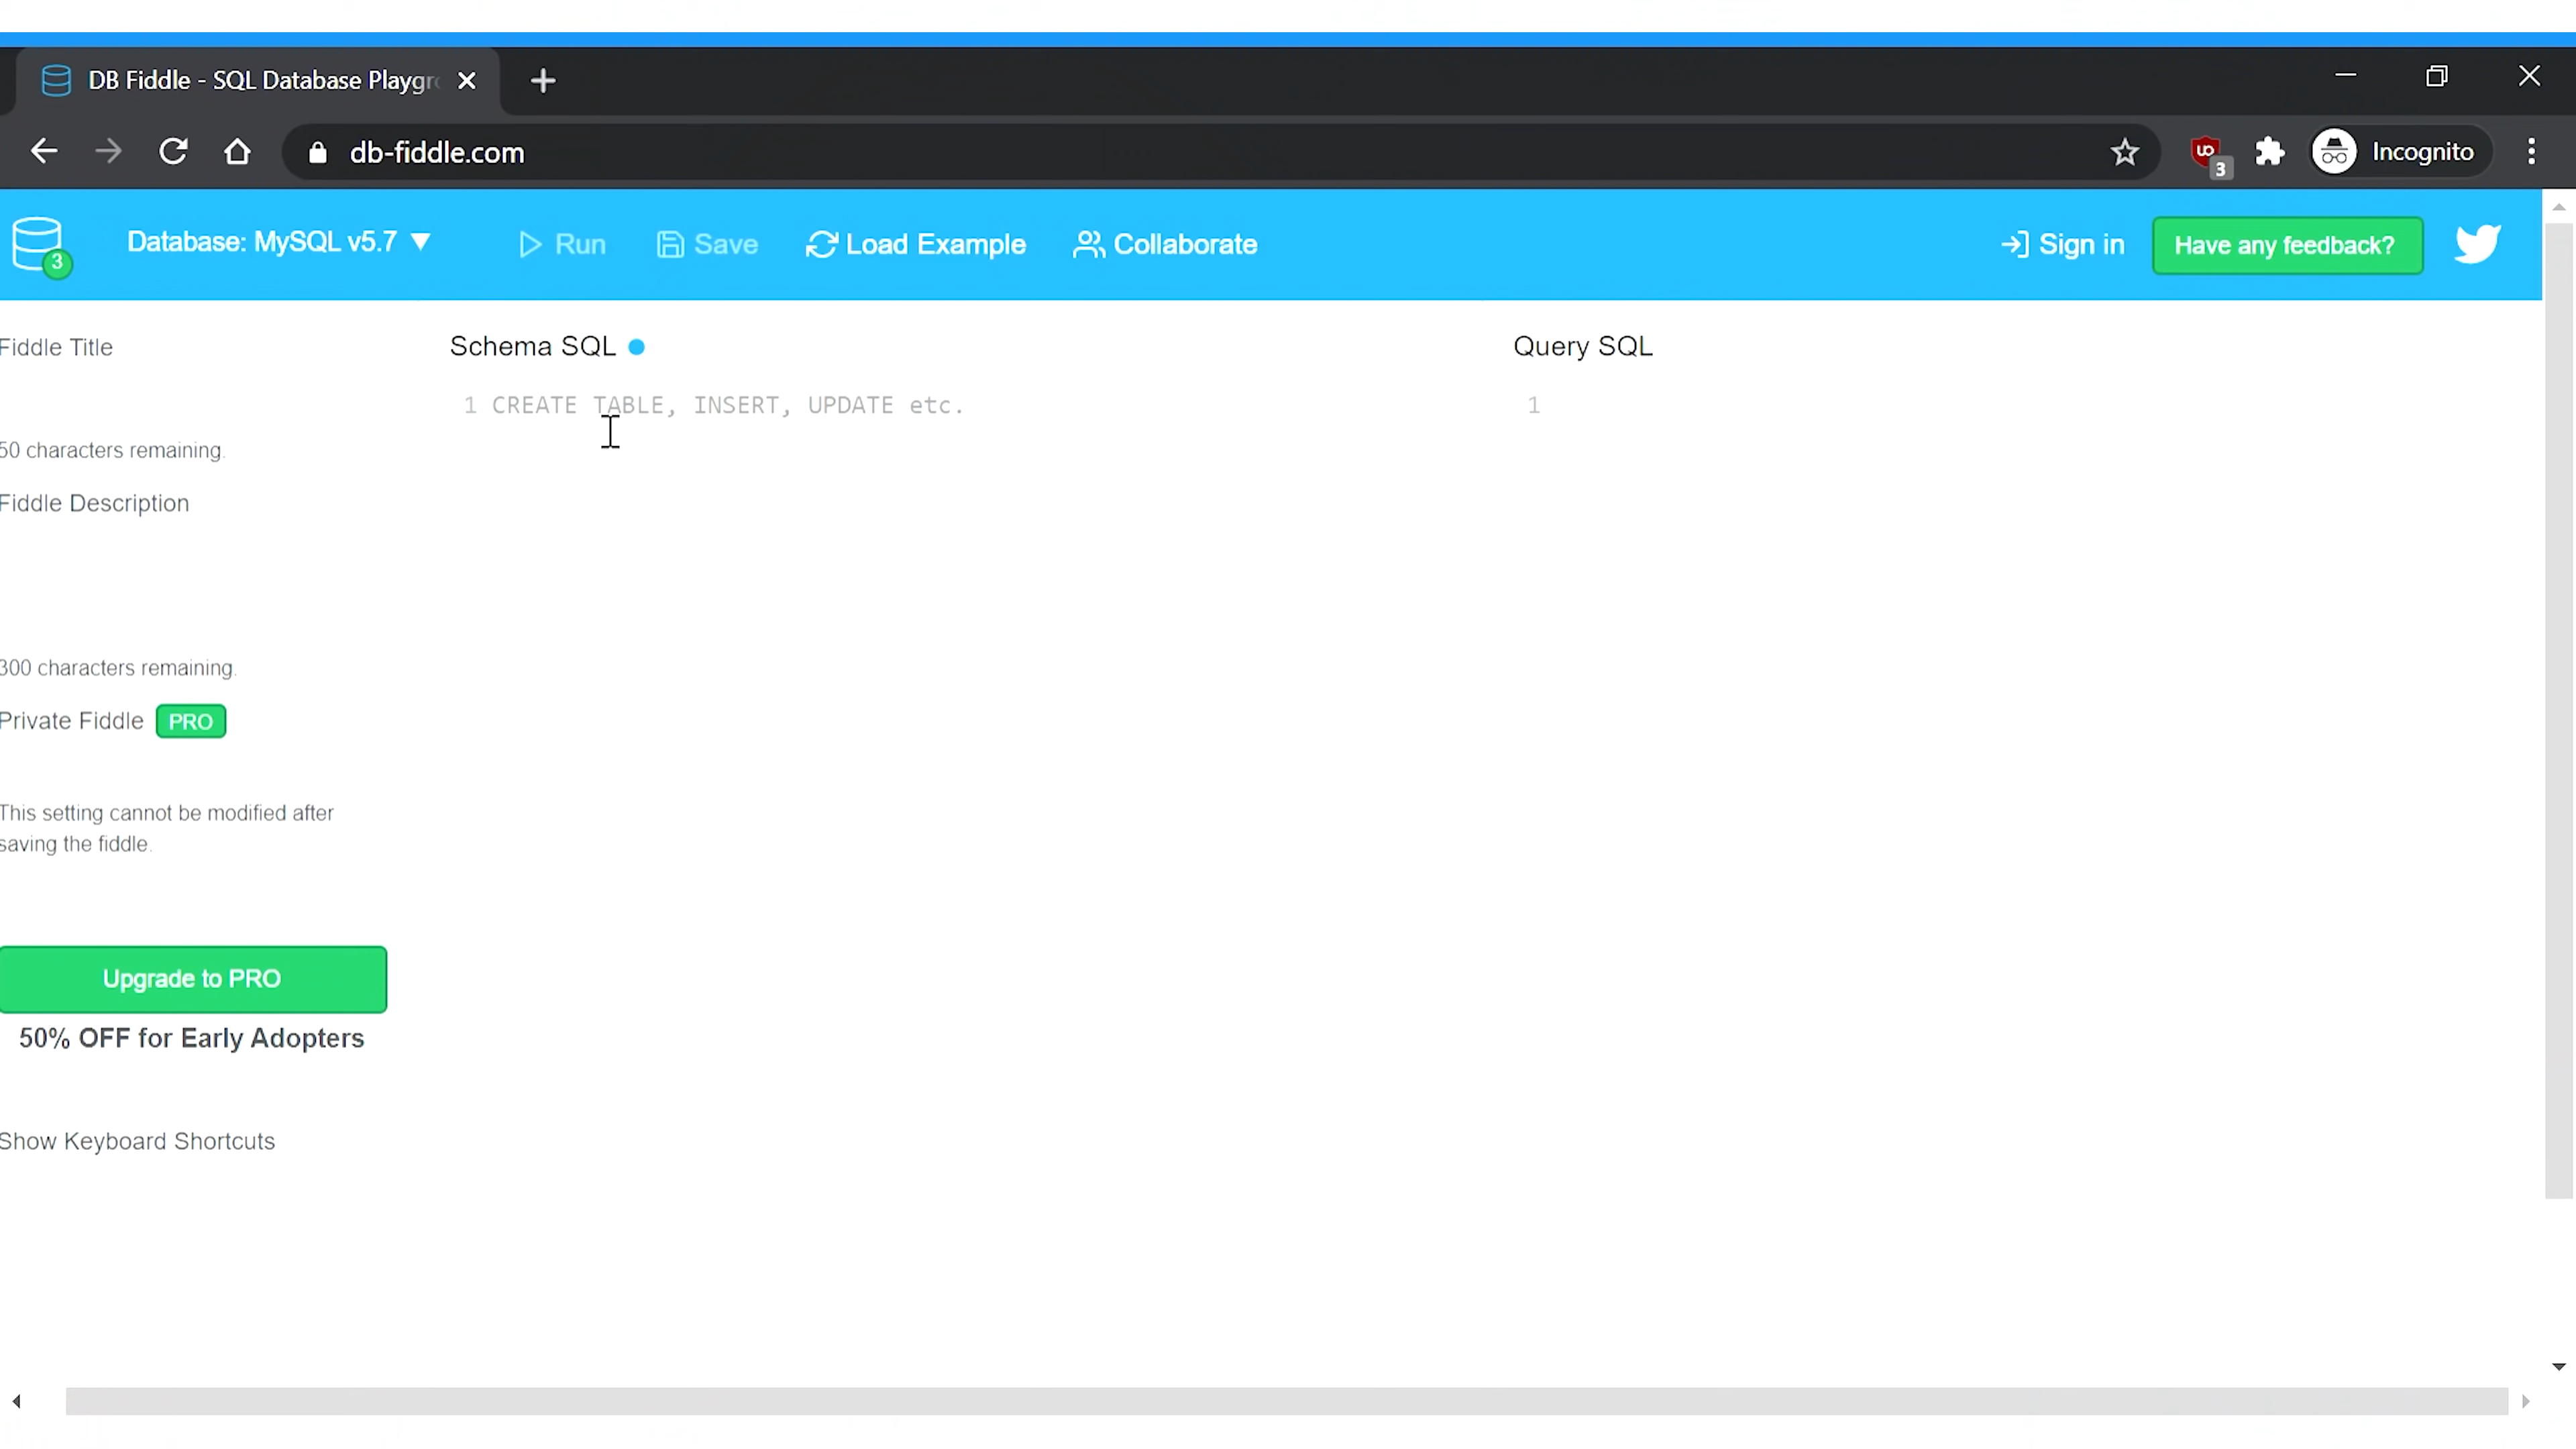 DB Fiddle - SQL Database Playgr
db-fiddle.com
3
Incognito
3
Database: MySQL v5.7 ▼
Run
Save
Load Example
Collaborate
Sign in
Have any feedback?
Fiddle Title
Schema SQL
Query SQL
1 CREATE TABLE, INSERT, UPDATE etc.
1
50 characters remaining.
Fiddle Description
300 characters remaining.
Private Fiddle PRO
This setting cannot be modified after
saving the fiddle.
Upgrade to PRO
50% OFF for Early Adopters
Show Keyboard Shortcuts